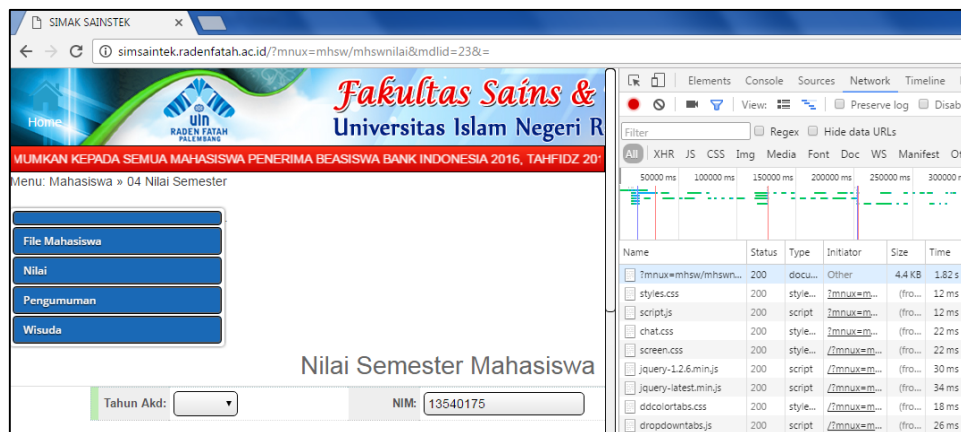 SIMAK SAINSTEK
simsaintek.radenfatah.ac.id/?mnux=mhsw/mhswnilai&mdlid=23&=
Home
uin
RADEN FATAH
PALEMBANG
Fakultas Sains &
Universitas Islam Negeri R
MUMKAN KEPADA SEMUA MAHASISWA PENERIMA BEASISWA BANK INDONESIA 2016, TAHFIDZ 20
Menu: Mahasiswa » 04 Nilai Semester
File Mahasiswa
Nilai
Pengumuman
Wisuda
Nilai Semester Mahasiswa
Tahun Akd: NIM: 13540175
Elements Console Sources Network Timeline
View: Preserve log Disab
Filter Regex Hide data URLs
All XHR JS CSS Img Media Font Doc WS Manifest Ot
50000 ms 100000 ms 150000 ms 200000 ms 250000 ms 300000 m
Name Status Type Initiator Size Time
?mnux=mhsw/mhswn... 200 docu... Other 4.4 KB 1.82 s
styles.css 200 style... ?mnux=m... (fro... 12 ms
script.js 200 script ?mnux=m... (fro... 12 ms
chat.css 200 style... ?mnux=m... (fro... 22 ms
screen.css 200 style... /?mnux=m... (fro... 22 ms
jquery-1.2.6.min.js 200 script /?mnux=m... (fro... 30 ms
jquery-latest.min.js 200 script /?mnux=m... (fro... 34 ms
ddcolortabs.css 200 style... /?mnux=m... (fro... 18 ms
dropdowntabs.js 200 script /?mnux=m... (fro... 26 ms